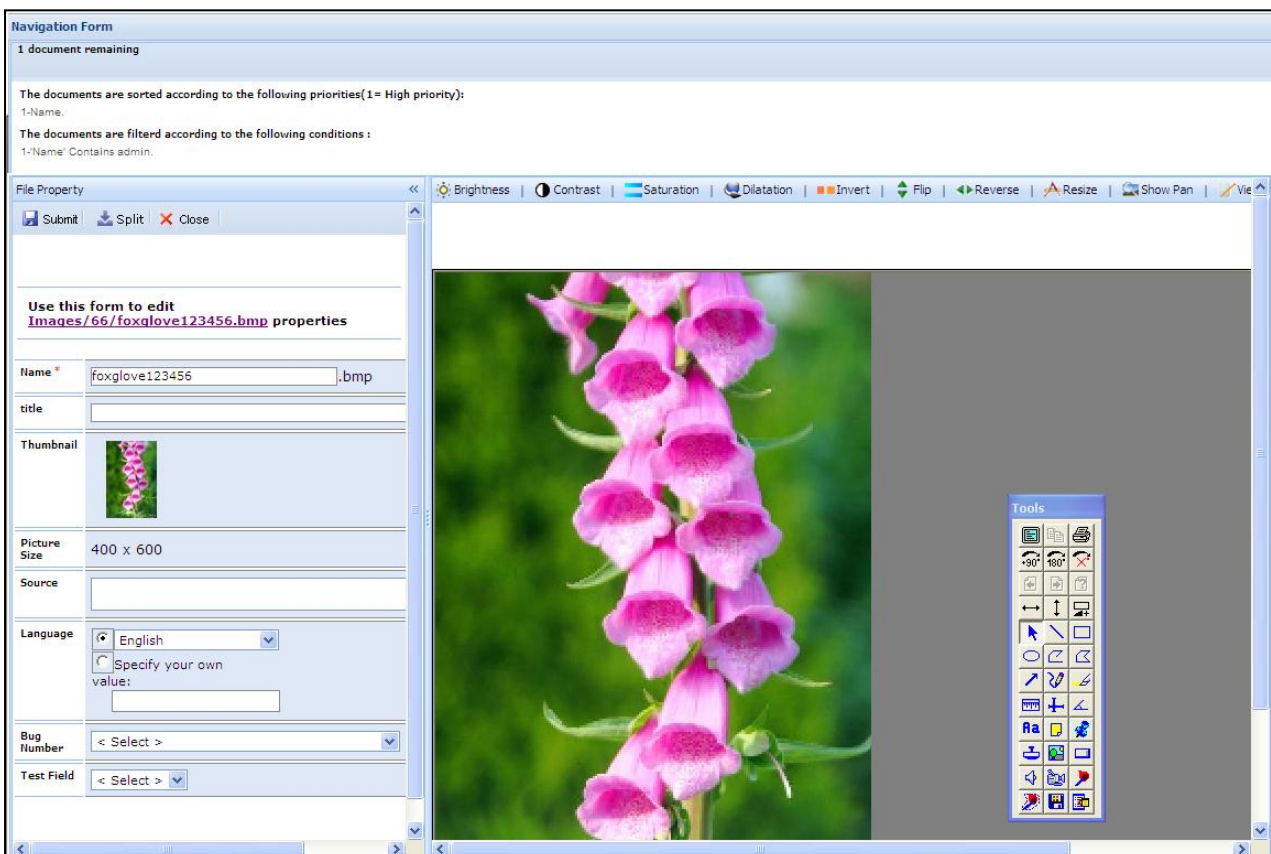 Navigation Form
1 document remaining
The documents are sorted according to the following priorities(1= High priority):
1-Name.
The documents are filterd according to the following conditions :
1-'Name' Contains admin.
File Property «
Brightness | Contrast | Saturation | Dilatation | Invert | Flip | Reverse | Resize | Show Pan | Vie
Submit Split Close
Use this form to edit
Images/66/foxglove123456.bmp properties
Name * foxglove123456 .bmp
title
Thumbnail
Picture
Size 400 x 600
Source
Language English
Specify your own
value:
Bug
Number < Select >
Test Field < Select >
Tools
+90° 180°
Aa